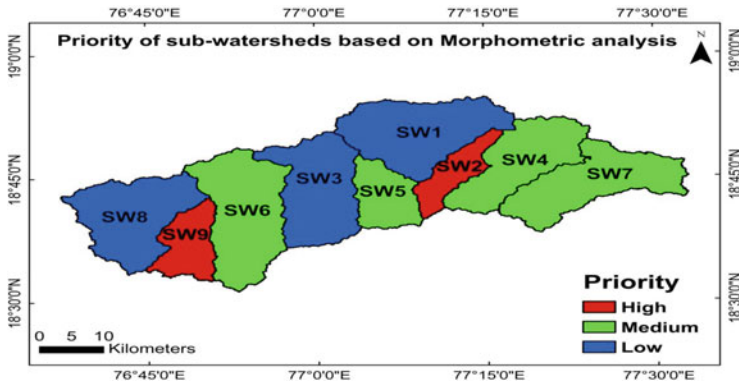 76°45'0"E 77°0'0"E 77°15'0"E 77°30'0"E
Priority of sub-watersheds based on Morphometric analysis
N
19°0'0"N
19°0'0"N
SW1
SW2
SW4
SW3
SW5
SW7
SW6
SW8
SW9
18°45'0"N
18°45'0"N
18°30'0"N
18°30'0"N
Priority
High
Medium
Low
0 5 10
Kilometers
76°45'0"E 77°0'0"E 77°15'0"E 77°30'0"E